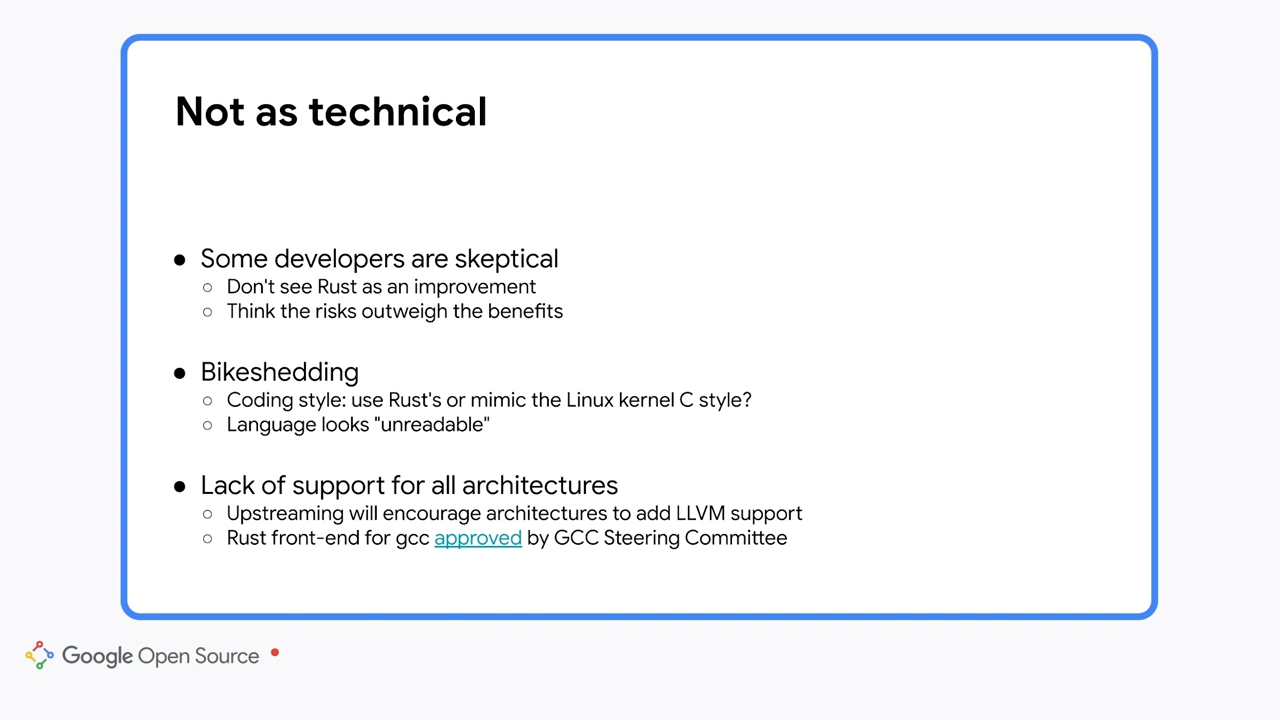 Not as technical
● Some developers are skeptical
○ Don't see Rust as an improvement
○ Think the risks outweigh the benefits
● Bikeshedding
○ Coding style: use Rust's or mimic the Linux kernel C style?
○ Language looks "unreadable"
● Lack of support for all architectures
○ Upstreaming will encourage architectures to add LLVM support
○ Rust front-end for gcc approved by GCC Steering Committee
Google Open Source